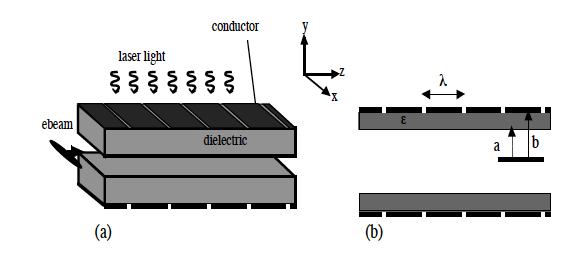 conductor
laser light
ebeam
dielectric
(a)
y
z
x
λ
ε
a
b
(b)